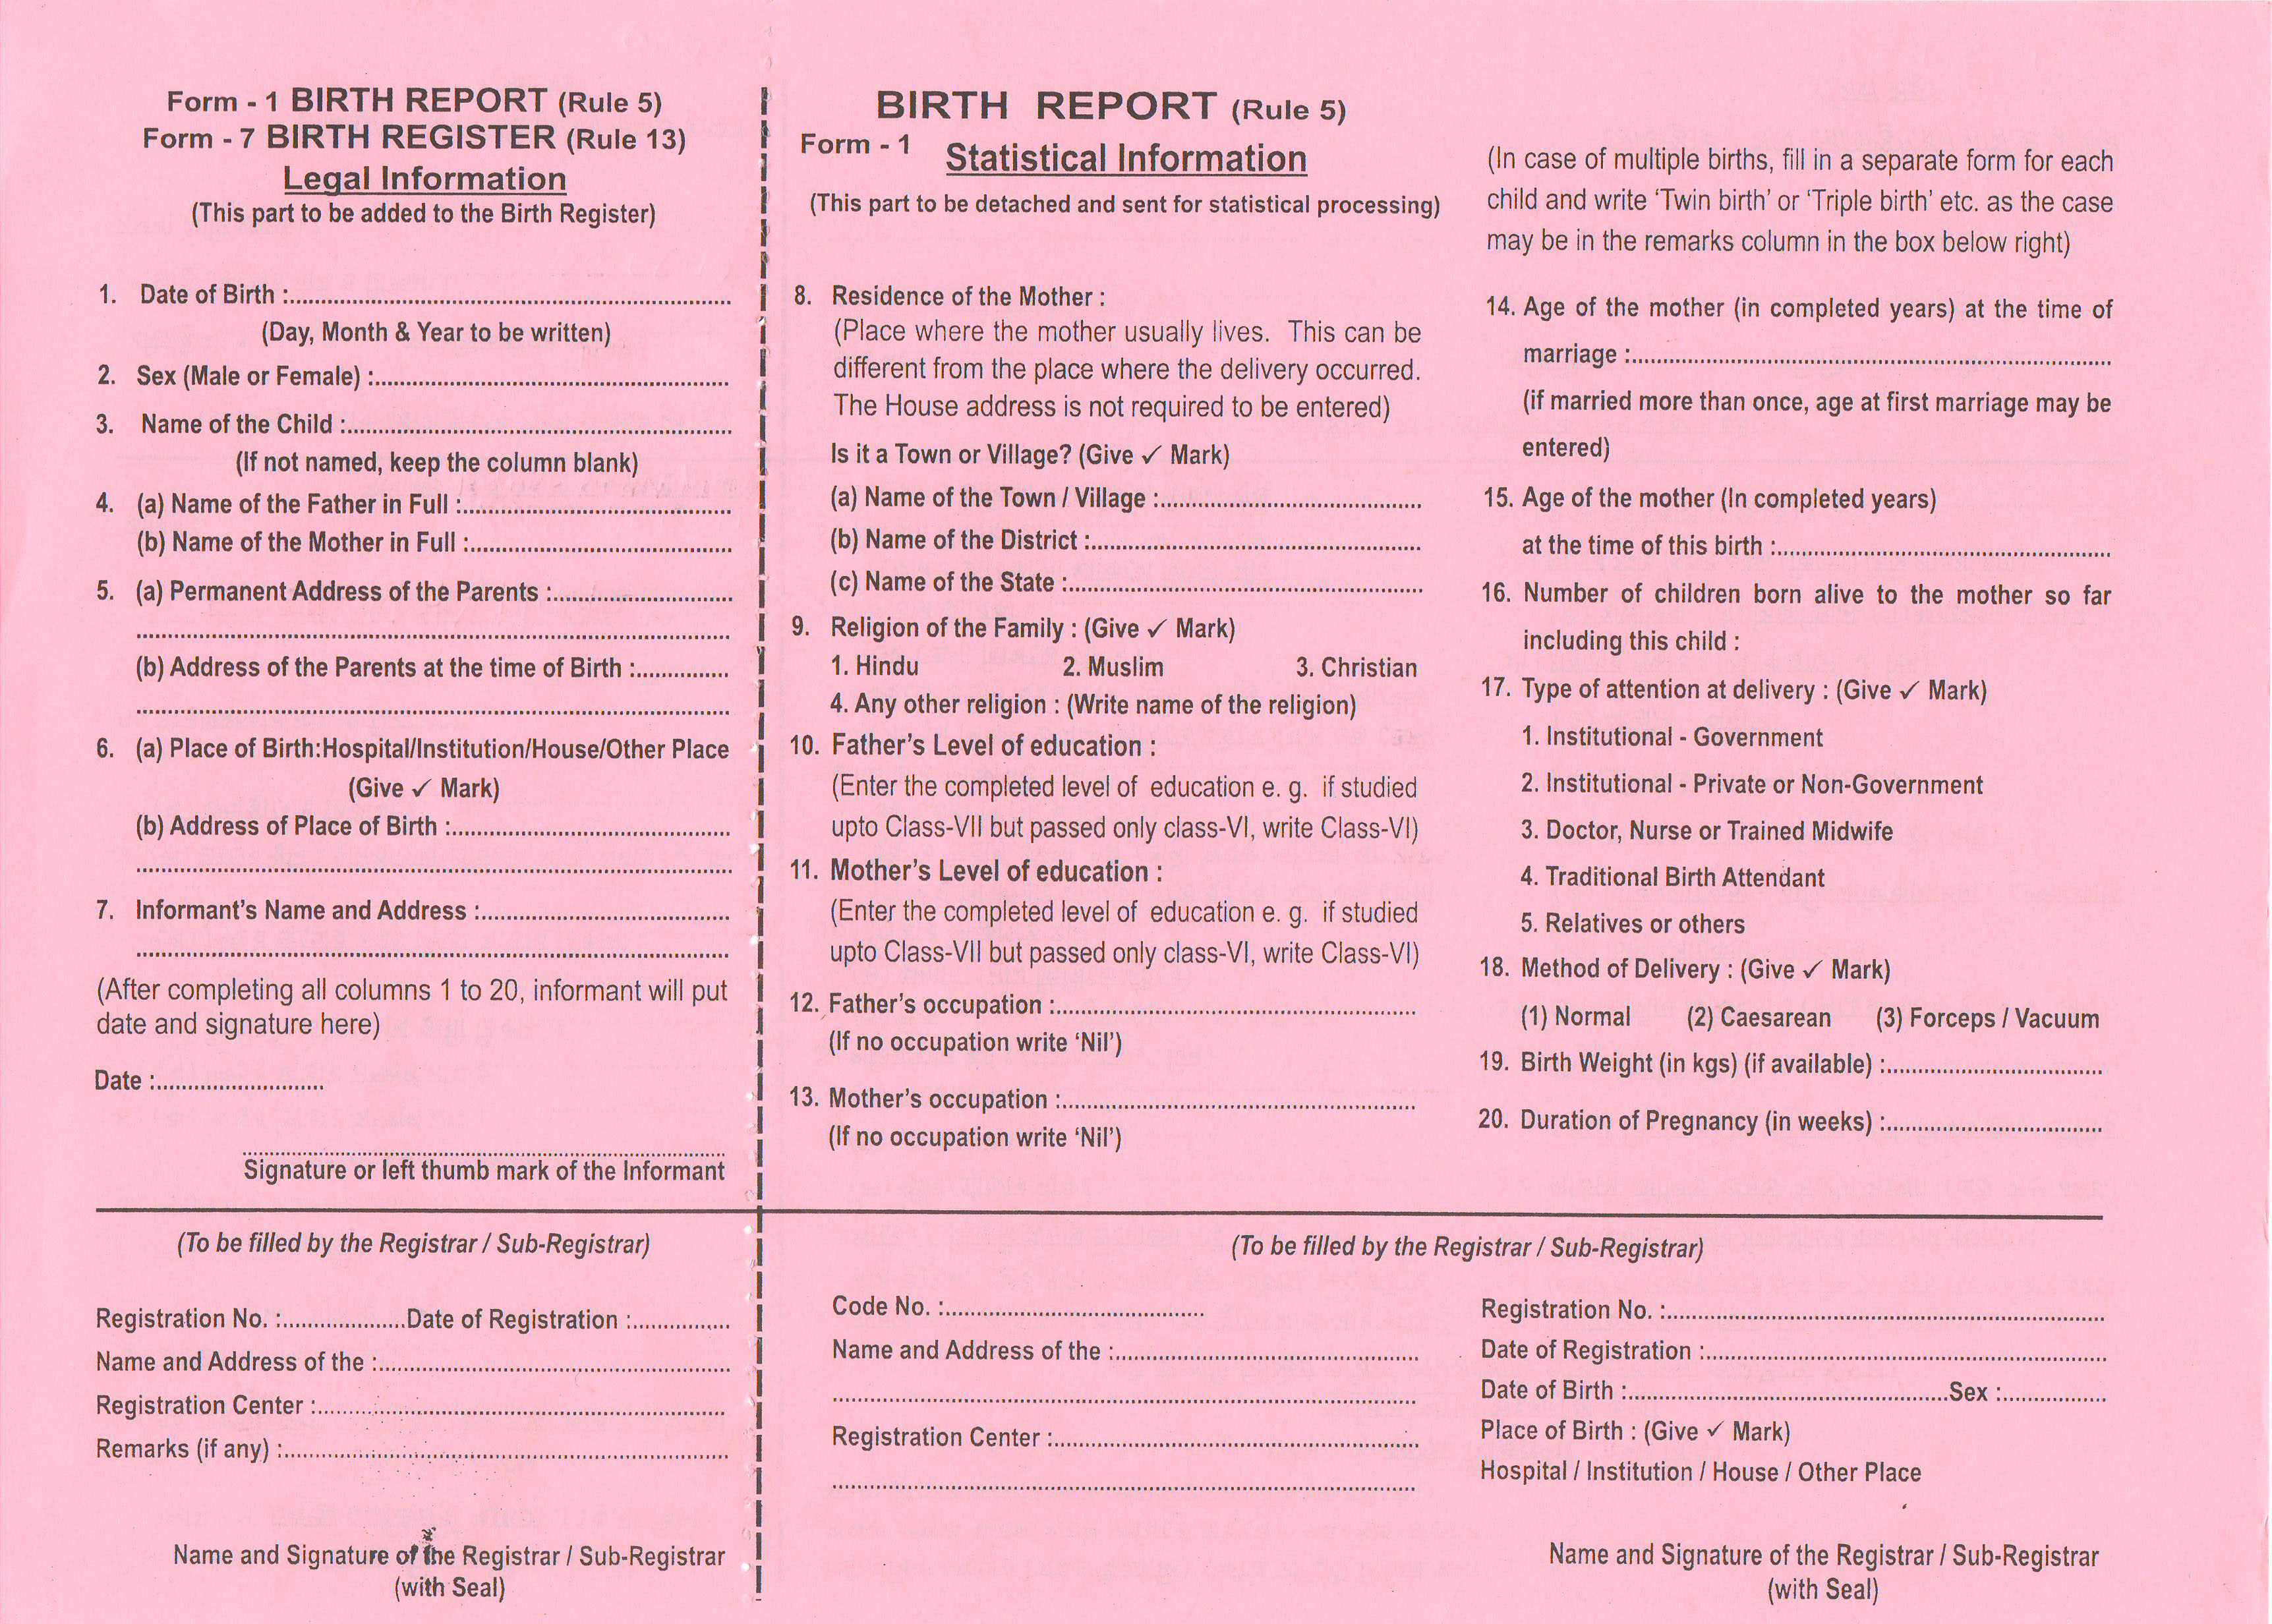 Form - 1 BIRTH REPORT (Rule 5)
Form - 7 BIRTH REGISTER (Rule 13)
Legal Information
(This part to be added to the Birth Register)
1. Date of Birth :
(Day, Month & Year to be written)
2. Sex (Male or Female) :
3. Name of the Child :
(If not named, keep the column blank)
4. (a) Name of the Father in Full :
(b) Name of the Mother in Full :
5. (a) Permanent Address of the Parents :
(b) Address of the Parents at the time of Birth :
6. (a) Place of Birth:Hospital/Institution/House/Other Place
(Give ✓ Mark)
(b) Address of Place of Birth :
7. Informant's Name and Address :
(After completing all columns 1 to 20, informant will put
date and signature here)
Date :
Signature or left thumb mark of the Informant
(To be filled by the Registrar / Sub-Registrar)
Registration No. : Date of Registration :
Name and Address of the :
Registration Center :
Remarks (if any) :
Name and Signature of the Registrar / Sub-Registrar
(with Seal)
BIRTH REPORT (Rule 5)
Form - 1 Statistical Information
(This part to be detached and sent for statistical processing)
8. Residence of the Mother :
(Place where the mother usually lives. This can be
different from the place where the delivery occurred.
The House address is not required to be entered)
Is it a Town or Village? (Give ✓ Mark)
(a) Name of the Town / Village :
(b) Name of the District :
(c) Name of the State :
9. Religion of the Family : (Give ✓ Mark)
1. Hindu 2. Muslim 3. Christian
4. Any other religion : (Write name of the religion)
10. Father's Level of education :
(Enter the completed level of education e. g. if studied
upto Class-VII but passed only class-VI, write Class-VI)
11. Mother's Level of education :
(Enter the completed level of education e. g. if studied
upto Class-VII but passed only class-VI, write Class-VI)
12. Father's occupation :
(If no occupation write 'Nil')
13. Mother's occupation :
(If no occupation write 'Nil')
(In case of multiple births, fill in a separate form for each
child and write 'Twin birth' or 'Triple birth' etc. as the case
may be in the remarks column in the box below right)
14. Age of the mother (in completed years) at the time of
marriage :
(if married more than once, age at first marriage may be
entered)
15. Age of the mother (In completed years)
at the time of this birth :
16. Number of children born alive to the mother so far
including this child :
17. Type of attention at delivery : (Give ✓ Mark)
1. Institutional - Government
2. Institutional - Private or Non-Government
3. Doctor, Nurse or Trained Midwife
4. Traditional Birth Attendant
5. Relatives or others
18. Method of Delivery : (Give ✓ Mark)
(1) Normal (2) Caesarean (3) Forceps / Vacuum
19. Birth Weight (in kgs) (if available) :
20. Duration of Pregnancy (in weeks) :
(To be filled by the Registrar / Sub-Registrar)
Code No. :
Name and Address of the :
Registration Center :
Registration No. :
Date of Registration :
Date of Birth : Sex :
Place of Birth : (Give ✓ Mark)
Hospital / Institution / House / Other Place
Name and Signature of the Registrar / Sub-Registrar
(with Seal)